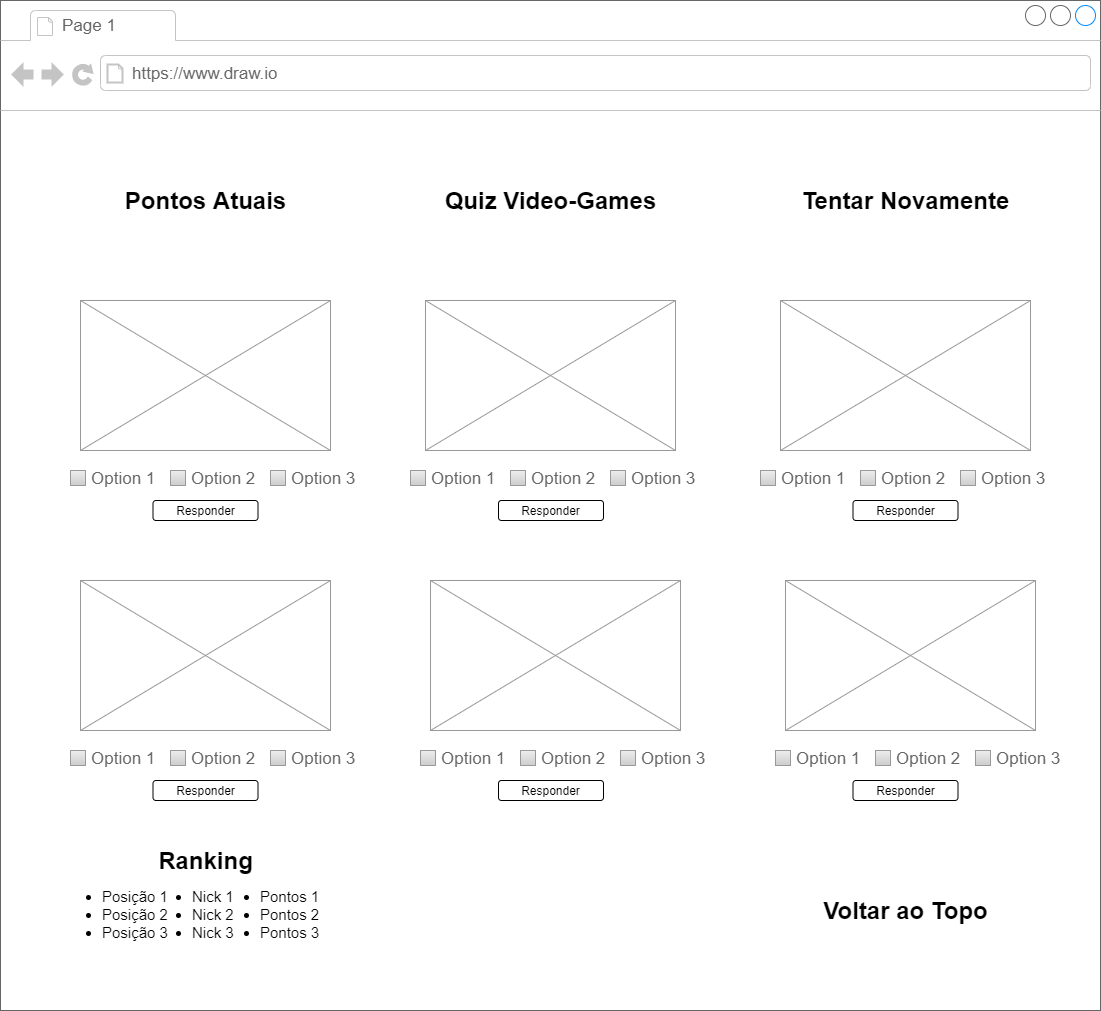 Page 1
https://www.draw.io
Pontos Atuais
Quiz Video-Games
Tentar Novamente
Option 1 Option 2 Option 3
Option 1 Option 2 Option 3
Option 1 Option 2 Option 3
Responder
Responder
Responder
Option 1 Option 2 Option 3
Option 1 Option 2 Option 3
Option 1 Option 2 Option 3
Responder
Responder
Responder
Ranking
• Posição 1 • Nick 1 • Pontos 1
• Posição 2 • Nick 2 • Pontos 2
• Posição 3 • Nick 3 • Pontos 3
Voltar ao Topo